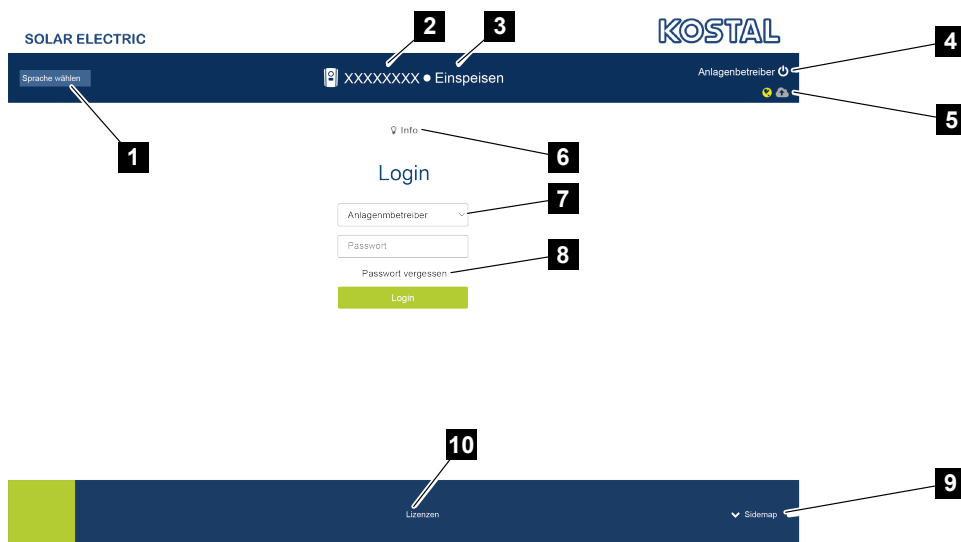 2
3
SOLAR ELECTRIC
KOSTAL
4
Sprache wählen
XXXXXXXX ● Einspeisen
Anlagenbetreiber
5
1
Info
6
Login
7
Anlagenmbetreiber
Passwort
8
Passwort vergessen
Login
10
9
Lizenzen
Sidemap